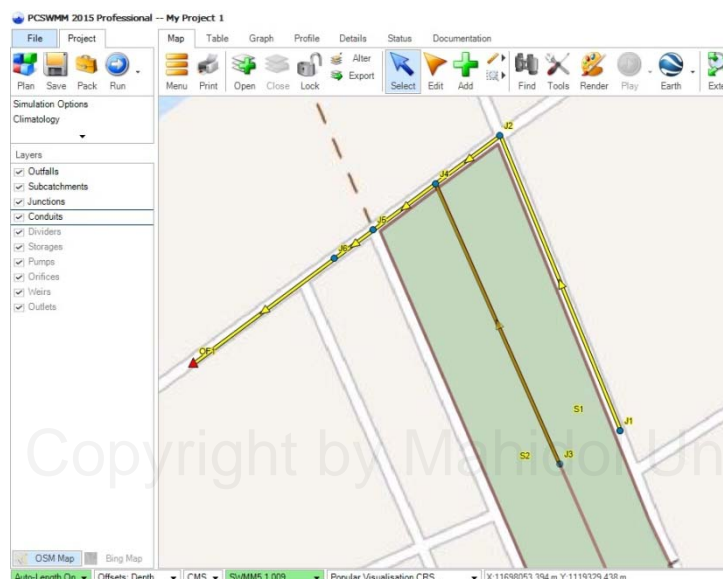 PCSWMM 2015 Professional -- My Project 1
File Project Map Table Graph Profile Details Status Documentation
Plan Save Pack Run Menu Print Open Close Lock Alter Export Select Edit Add Find Tools Render Play Earth Exte
Simulation Options
Climatology
Layers
Outfalls
Subcatchments
Junctions
Conduits
Dividers
Storages
Pumps
Orifices
Weirs
Outlets
J2
J4
J5
J6
OF1
S1
J1
S2 J3
Copyright by Mahidol Un
OSM Map Bing Map
Auto-Length On Offsets: Depth CMS SWMM5.1.009 Popular Visualisation CRS X:11698053.394 m Y:1119329.438 m